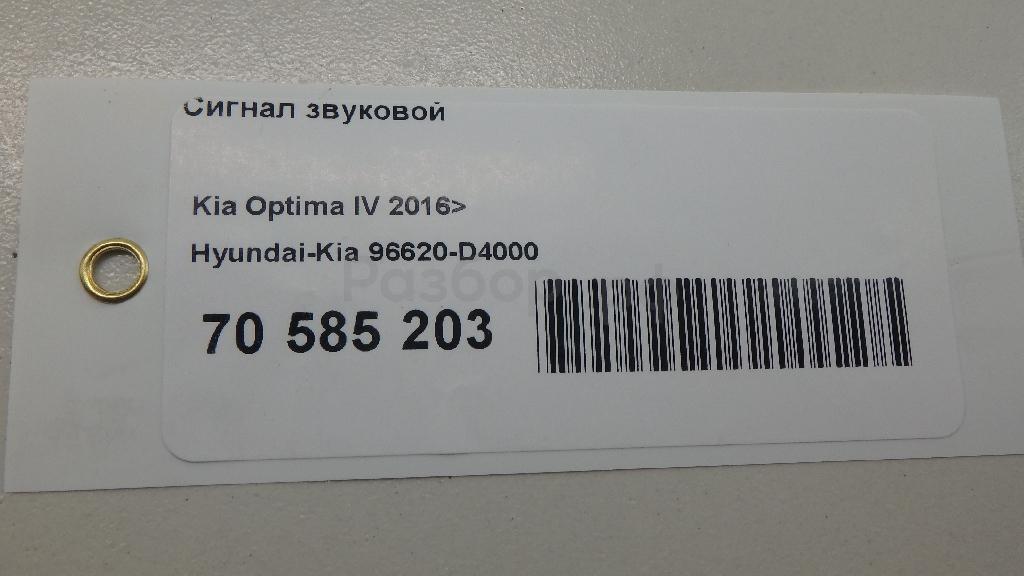 Сигнал звуковой
Kia Optima IV 2016>
Hyundai-Kia 96620-D4000
70 585 203